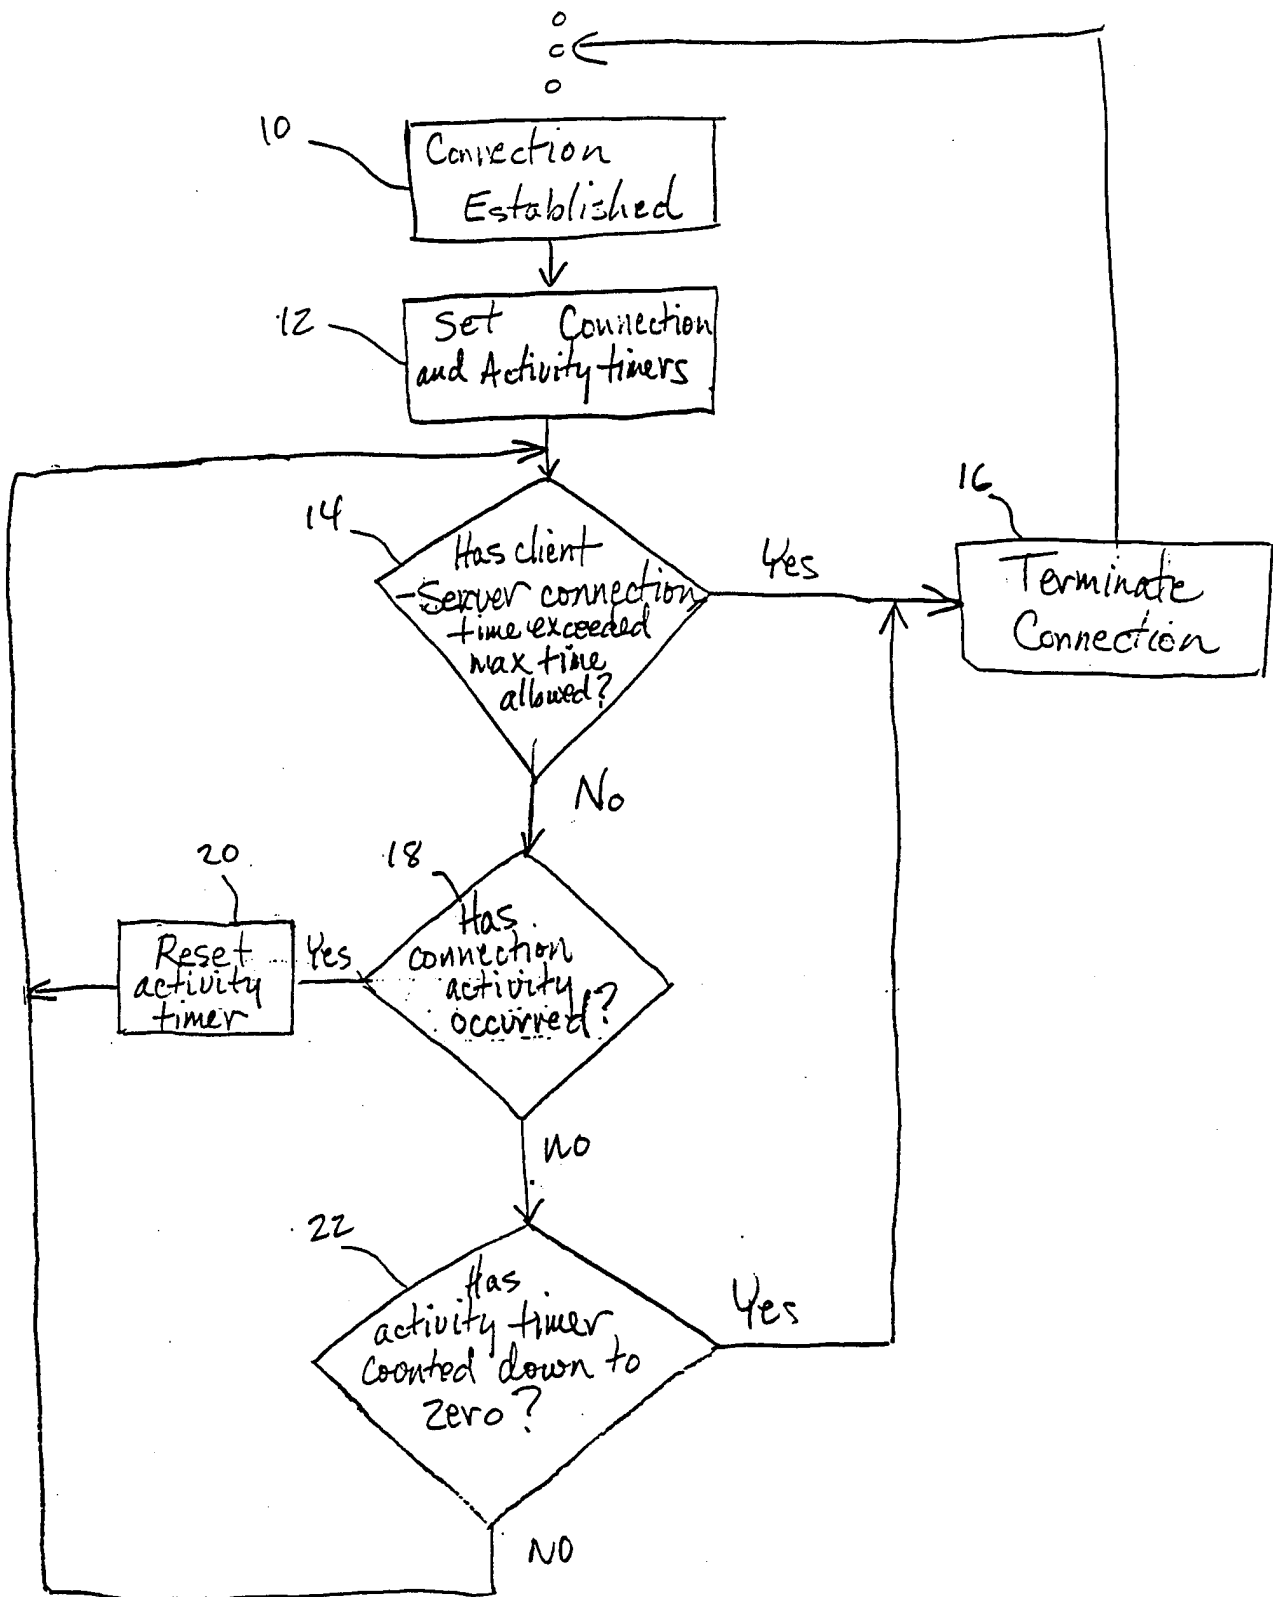 10
Connection
Established
12
Set Connection
and Activity timers
14
Has client
-Server connection
time exceeded
max time
allowed?
Yes
16
Terminate
Connection
No
18
Has
connection
activity
occurred?
Yes
20
Reset
activity
timer
no
22
Has
activity timer
counted down to
zero?
Yes
NO